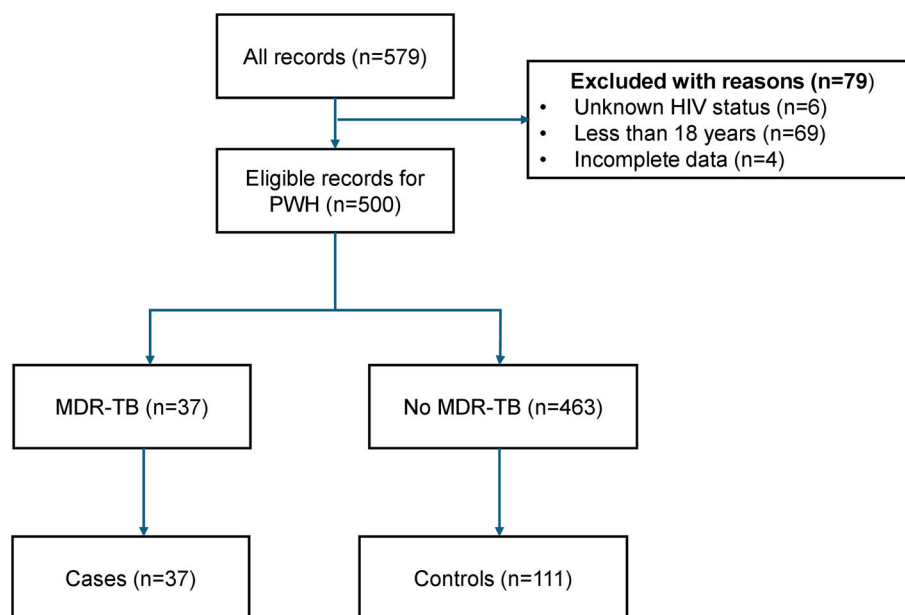 All records (n=579)
Excluded with reasons (n=79)
• Unknown HIV status (n=6)
• Less than 18 years (n=69)
• Incomplete data (n=4)
Eligible records for
PWH (n=500)
MDR-TB (n=37)
No MDR-TB (n=463)
Cases (n=37)
Controls (n=111)